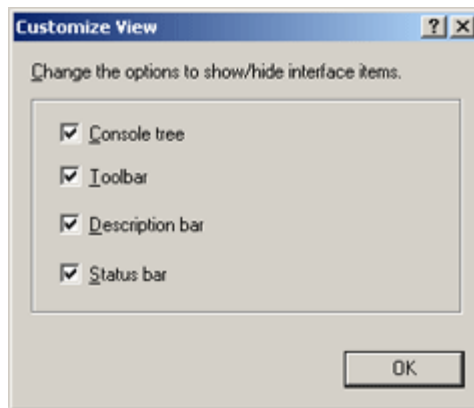 Customize View
Change the options to show/hide interface items.
Console tree
Toolbar
Description bar
Status bar
OK